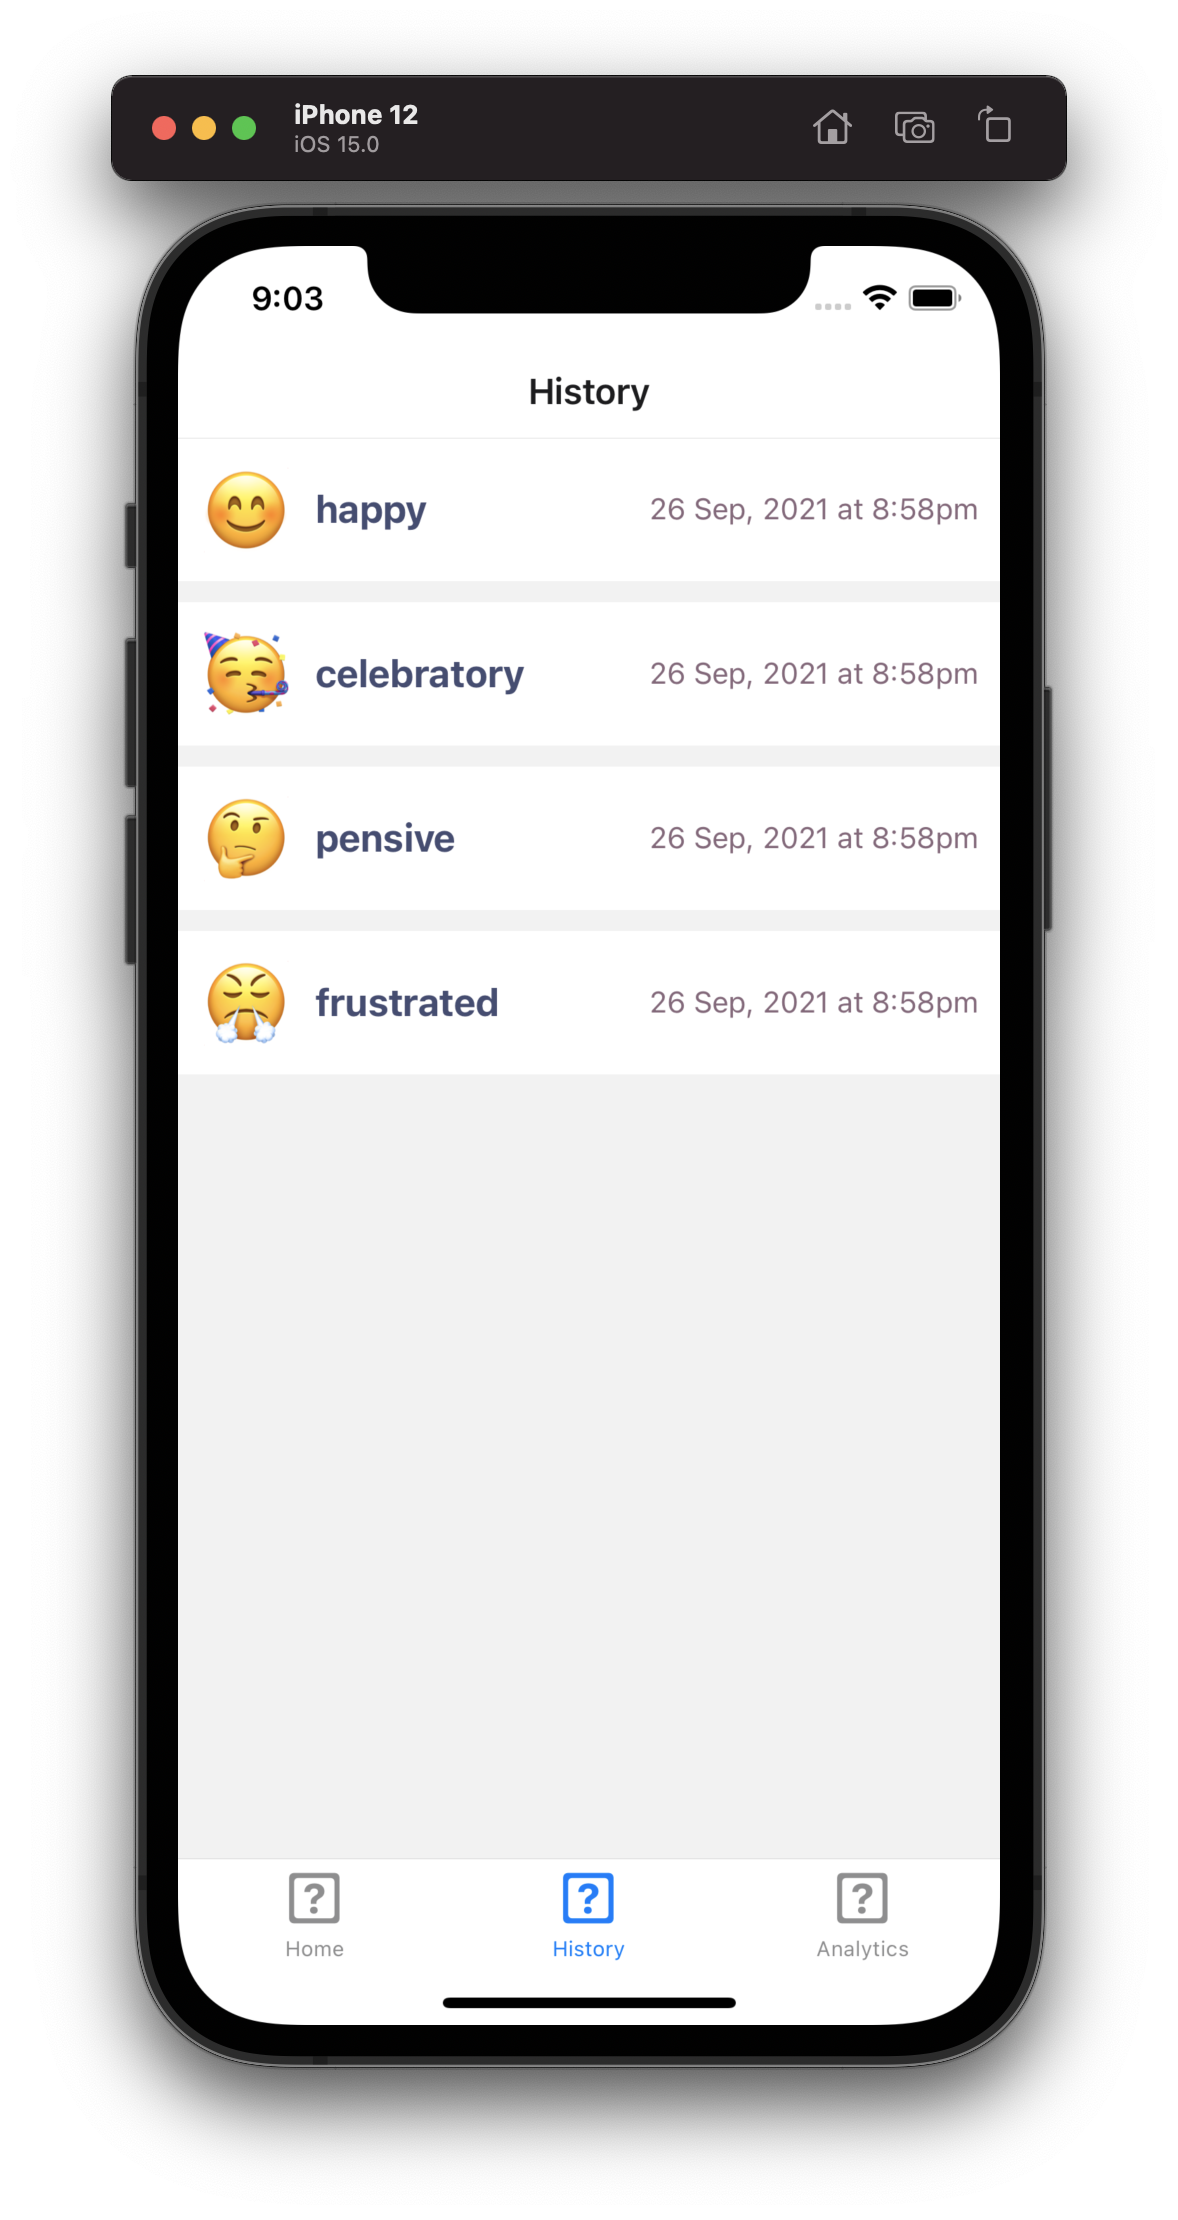 iPhone 12
iOS 15.0
9:03
History
😊 happy 26 Sep, 2021 at 8:58pm
🥳 celebratory 26 Sep, 2021 at 8:58pm
🤔 pensive 26 Sep, 2021 at 8:58pm
😤 frustrated 26 Sep, 2021 at 8:58pm
? ? ?
Home History Analytics